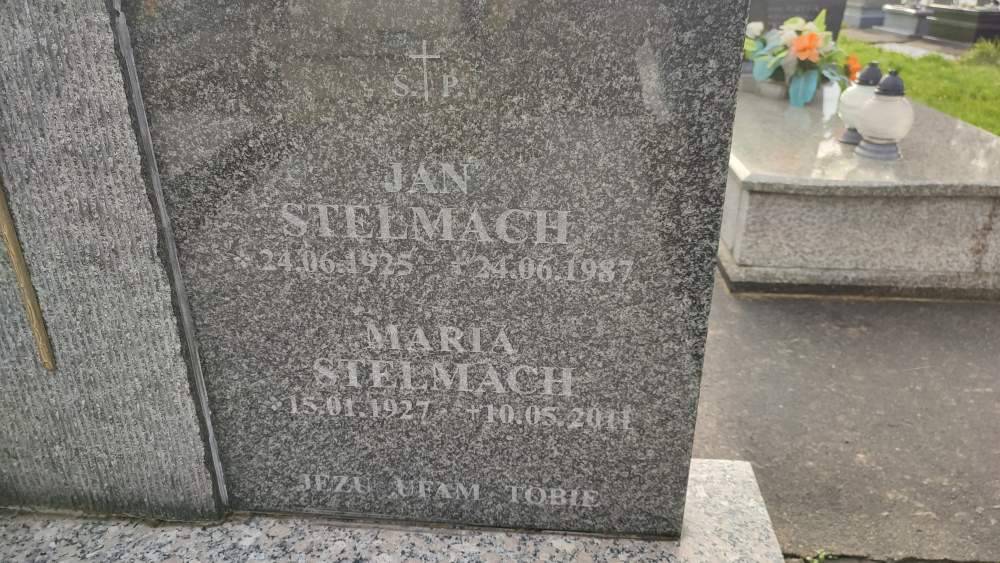 Ś P.
JAN
STELMACH
* 24.06.1925 + 24.06.1987
MARIA
STELMACH
* 15.01.1927 +10.05.2011
JEZU UFAM TOBIE